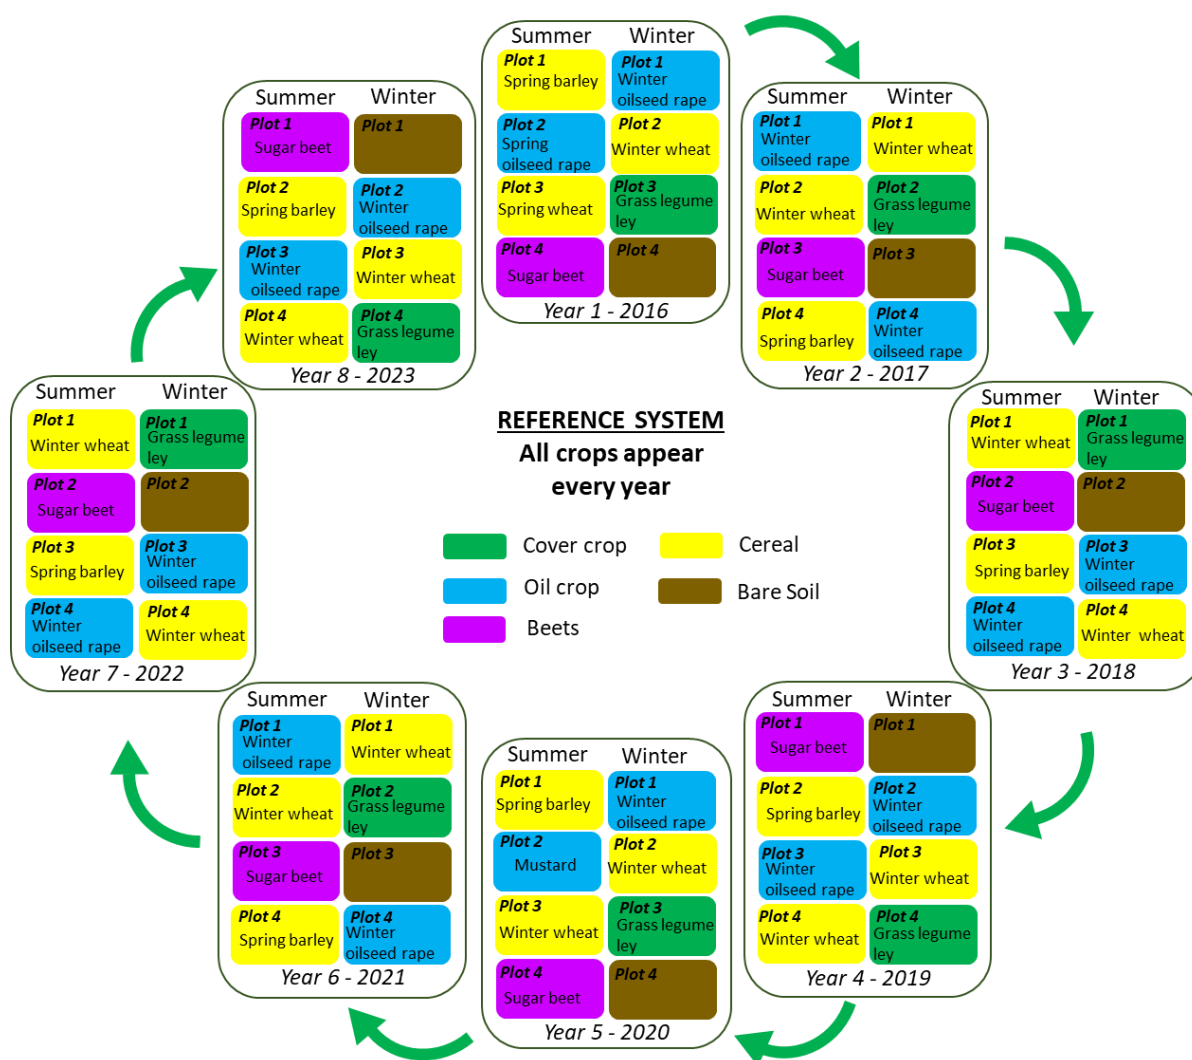 Summer Winter
Plot 1
Spring barley
Plot 1
Winter
oilseed rape
Plot 2
Spring
oilseed rape
Plot 2
Winter wheat
Plot 3
Spring wheat
Plot 3
Grass legume
ley
Plot 4
Sugar beet
Plot 4
Year 1 - 2016
Summer Winter
Plot 1
Winter
oilseed rape
Plot 1
Winter wheat
Plot 2
Winter wheat
Plot 2
Grass legume
ley
Plot 3
Sugar beet
Plot 3
Plot 4
Spring barley
Plot 4
Winter
oilseed rape
Year 2 - 2017
Summer Winter
Plot 1
Winter wheat
Plot 1
Grass legume
ley
Plot 2
Sugar beet
Plot 2
Plot 3
Spring barley
Plot 3
Winter
oilseed rape
Plot 4
Winter
oilseed rape
Plot 4
Winter wheat
Year 3 - 2018
Summer Winter
Plot 1
Sugar beet
Plot 1
Plot 2
Spring barley
Plot 2
Winter
oilseed rape
Plot 3
Winter
oilseed rape
Plot 3
Winter wheat
Plot 4
Winter wheat
Plot 4
Grass legume
ley
Year 4 - 2019
Summer Winter
Plot 1
Spring barley
Plot 1
Winter
oilseed rape
Plot 2
Mustard
Plot 2
Winter wheat
Plot 3
Winter wheat
Plot 3
Grass legume
ley
Plot 4
Sugar beet
Plot 4
Year 5 - 2020
Summer Winter
Plot 1
Winter
oilseed rape
Plot 1
Winter wheat
Plot 2
Winter wheat
Plot 2
Grass legume
ley
Plot 3
Sugar beet
Plot 3
Plot 4
Spring barley
Plot 4
Winter
oilseed rape
Year 6 - 2021
Summer Winter
Plot 1
Winter wheat
Plot 1
Grass legume
ley
Plot 2
Sugar beet
Plot 2
Plot 3
Spring barley
Plot 3
Winter
oilseed rape
Plot 4
Winter
oilseed rape
Plot 4
Winter wheat
Year 7 - 2022
Summer Winter
Plot 1
Sugar beet
Plot 1
Plot 2
Spring barley
Plot 2
Winter
oilseed rape
Plot 3
Winter
oilseed rape
Plot 3
Winter wheat
Plot 4
Winter wheat
Plot 4
Grass legume
ley
Year 8 - 2023
REFERENCE SYSTEM
All crops appear
every year
Cover crop
Cereal
Oil crop
Bare Soil
Beets